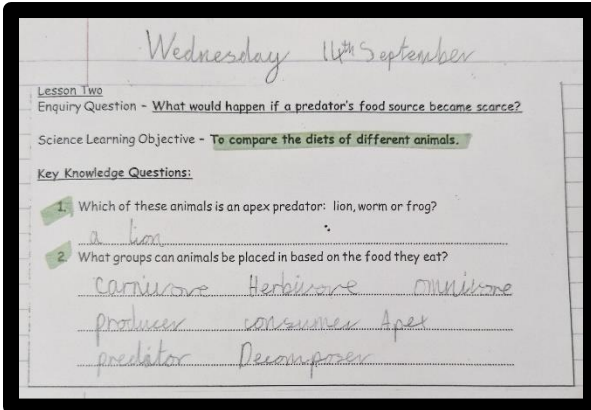 Wednesday 14th September
Lesson Two
Enquiry Question - What would happen if a predator's food source became scarce?
Science Learning Objective - To compare the diets of different animals.
Key Knowledge Questions:
1. Which of these animals is an apex predator: lion, worm or frog?
a lion
2. What groups can animals be placed in based on the food they eat?
Carnivore Herbivore omnivore
producer consumer Apex
predator Decomposer